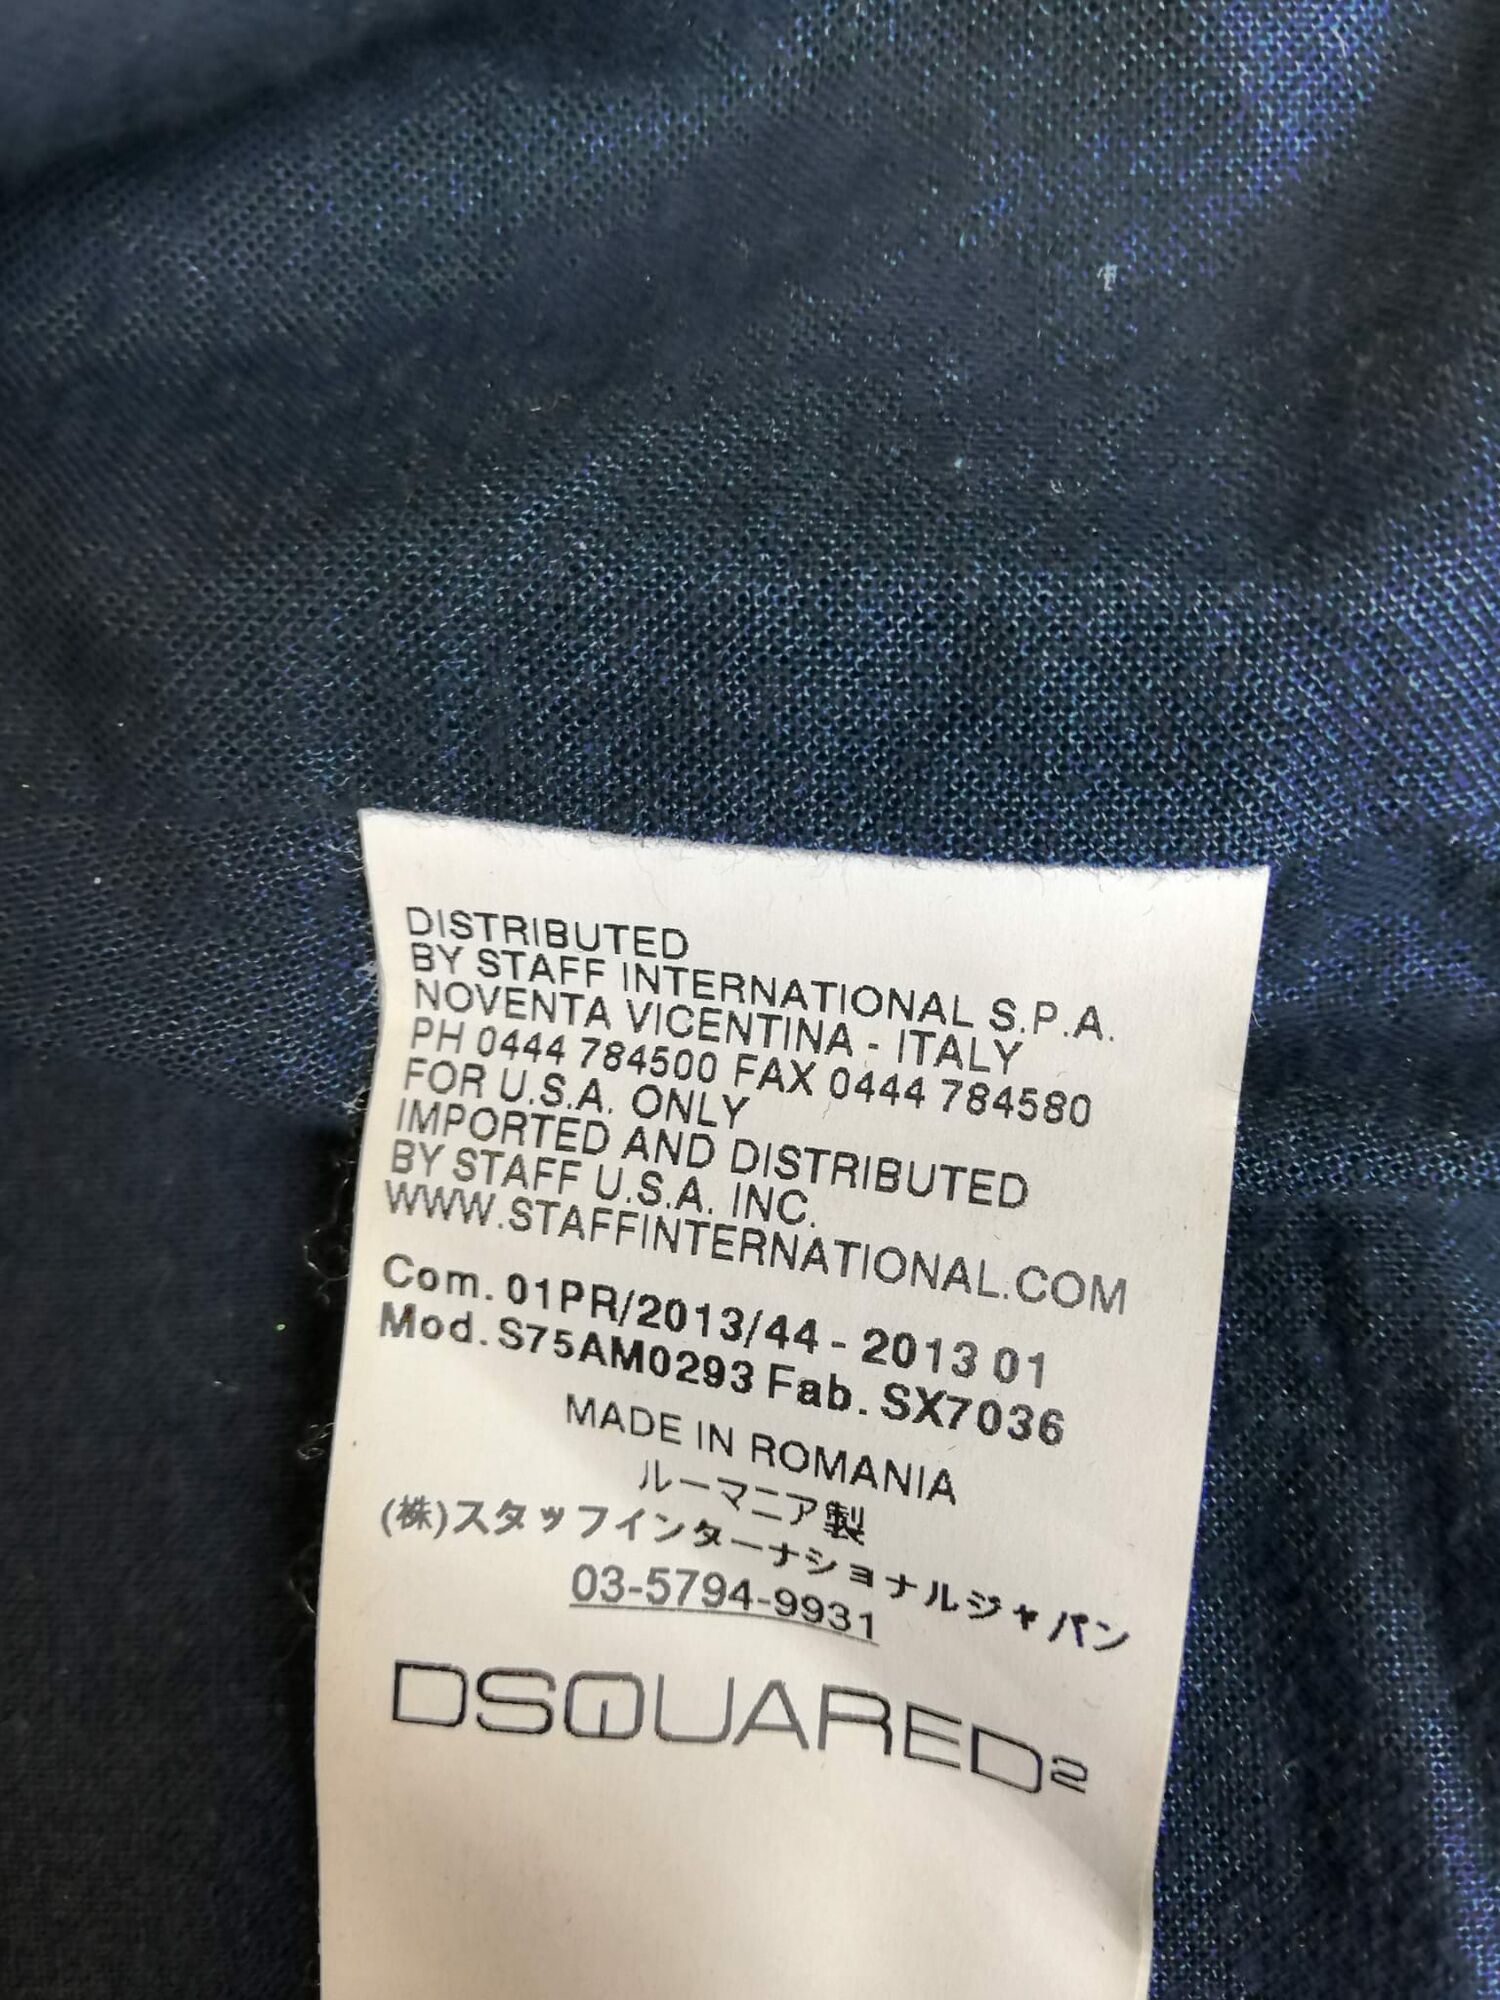 DISTRIBUTED
BY STAFF INTERNATIONAL S.P.A.
NOVENTA VICENTINA - ITALY
PH 0444 784500 FAX 0444 784580
FOR U.S.A. ONLY
IMPORTED AND DISTRIBUTED
BY STAFF U.S.A. INC.
WWW.STAFFINTERNATIONAL.COM
Com. 01PR/2013/44 - 2013 01
Mod. S75AM0293 Fab. SX7036
MADE IN ROMANIA
ルーマニア製
(株)スタッフインターナショナルジャパン
03-5794-9931
DSQUARED2